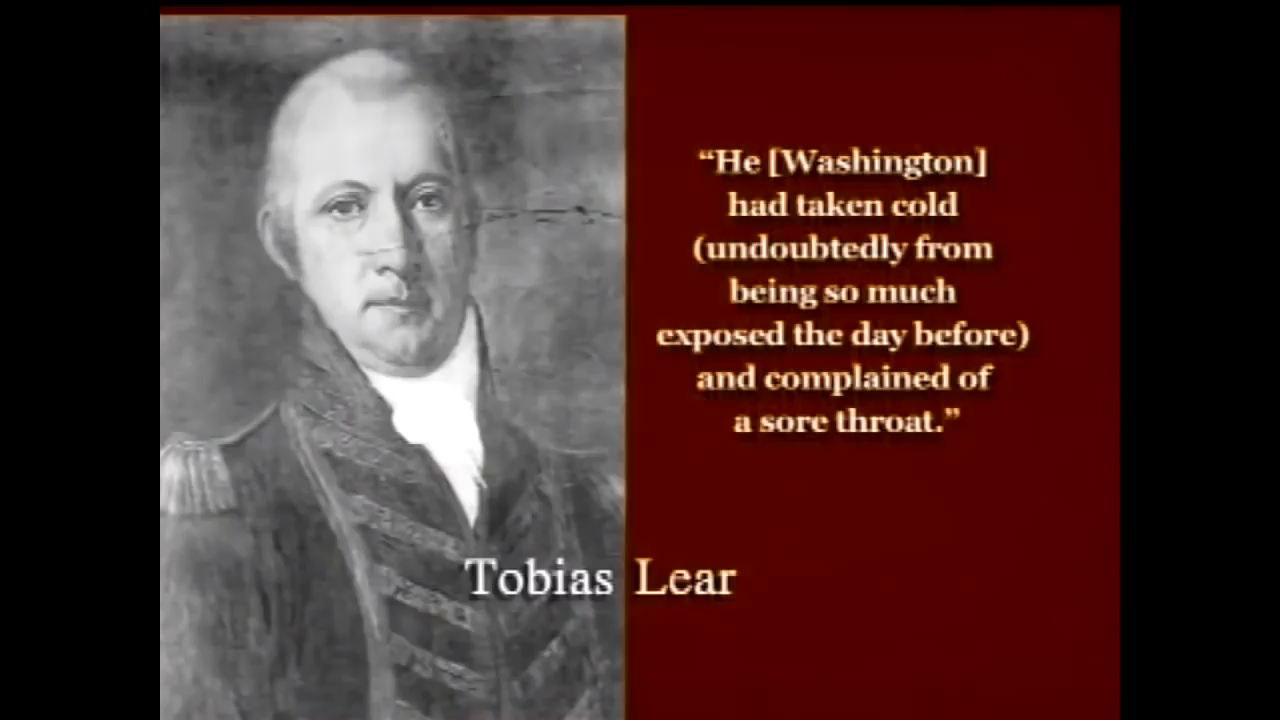 “He [Washington]
had taken cold
(undoubtedly from
being so much
exposed the day before)
and complained of
a sore throat.”
Tobias Lear